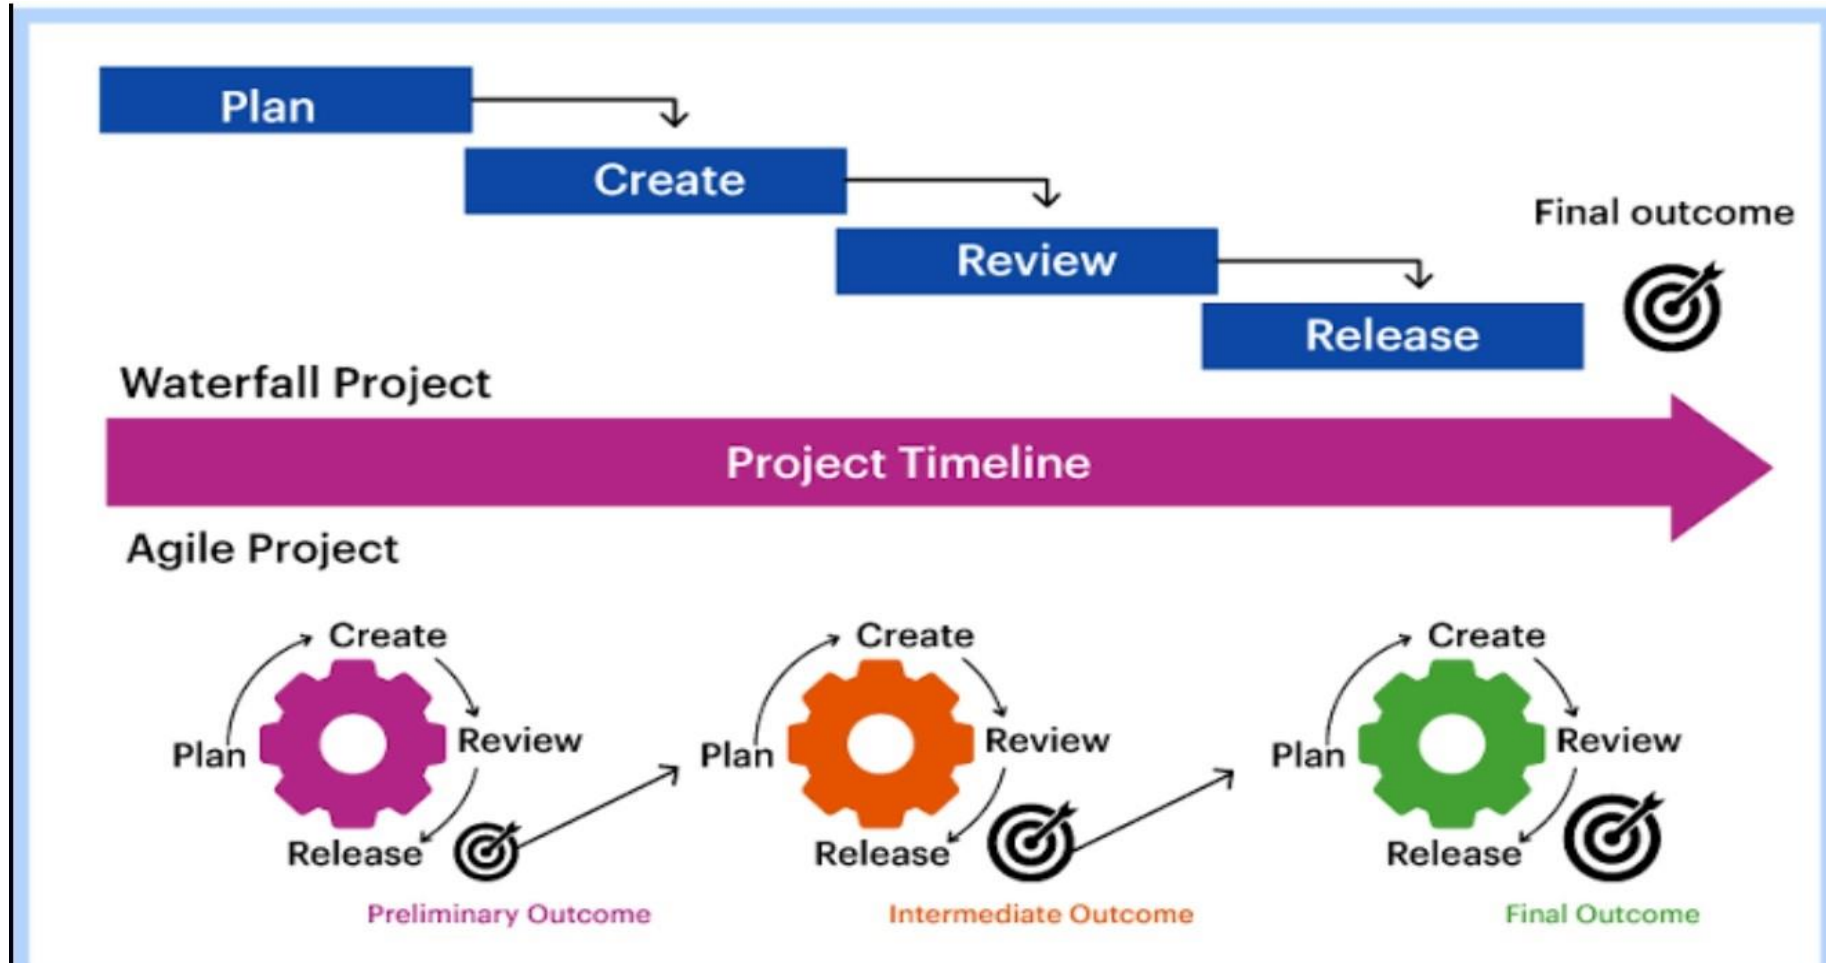 Plan
Create
Review
Release
Final outcome
Waterfall Project
Project Timeline
Agile Project
Create
Plan
Review
Release
Preliminary Outcome
Create
Plan
Review
Release
Intermediate Outcome
Create
Plan
Review
Release
Final Outcome